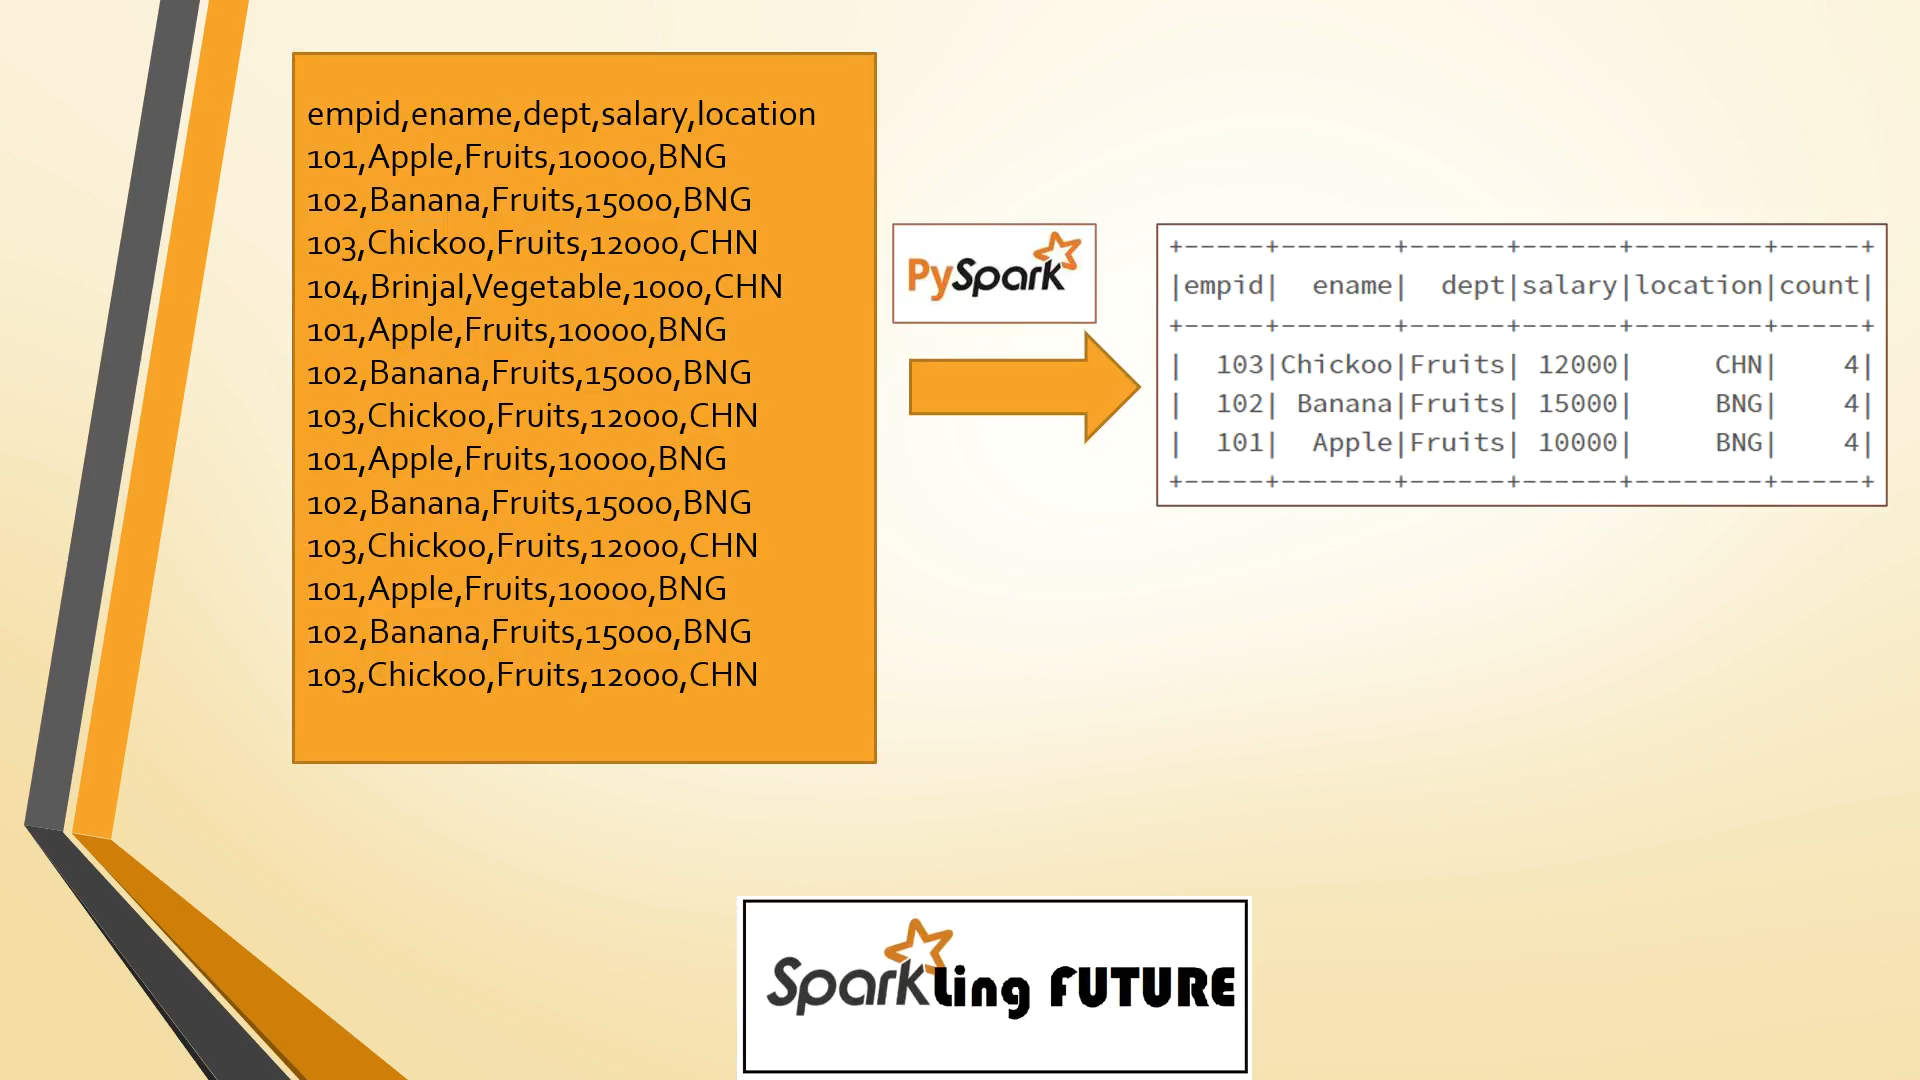 empid,ename,dept,salary,location
101,Apple,Fruits,10000,BNG
102,Banana,Fruits,15000,BNG
103,Chickoo,Fruits,12000,CHN
104,Brinjal,Vegetable,1000,CHN
101,Apple,Fruits,10000,BNG
102,Banana,Fruits,15000,BNG
103,Chickoo,Fruits,12000,CHN
101,Apple,Fruits,10000,BNG
102,Banana,Fruits,15000,BNG
103,Chickoo,Fruits,12000,CHN
101,Apple,Fruits,10000,BNG
102,Banana,Fruits,15000,BNG
103,Chickoo,Fruits,12000,CHN
PySpark
+-----+-------+------+------+--------+-----+
|empid|  ename|  dept|salary|location|count|
+-----+-------+------+------+--------+-----+
|  103|Chickoo|Fruits| 12000|     CHN|    4|
|  102| Banana|Fruits| 15000|     BNG|    4|
|  101|  Apple|Fruits| 10000|     BNG|    4|
+-----+-------+------+------+--------+-----+
SparkLing FUTURE